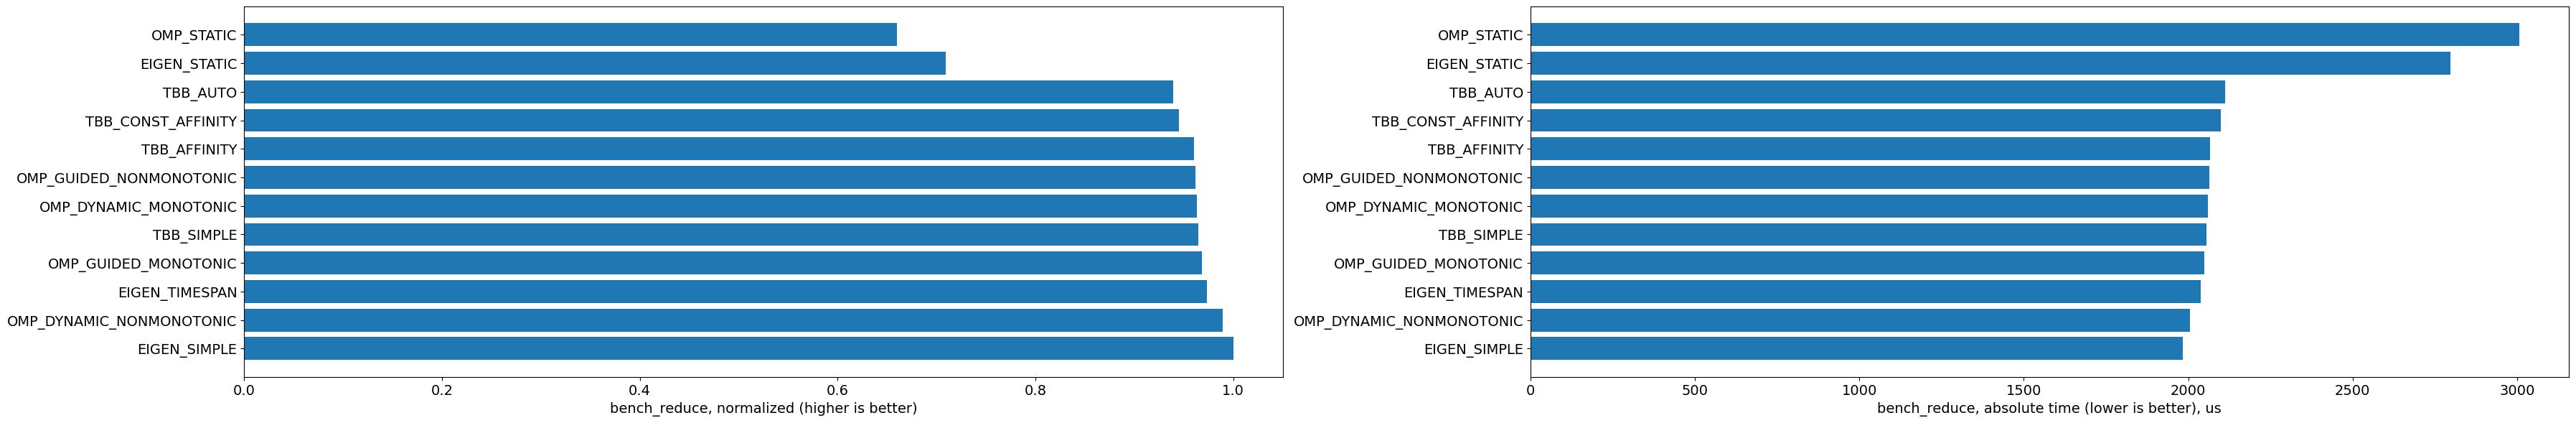 OMP_STATIC
EIGEN_STATIC
TBB_AUTO
TBB_CONST_AFFINITY
TBB_AFFINITY
OMP_GUIDED_NONMONOTONIC
OMP_DYNAMIC_MONOTONIC
TBB_SIMPLE
OMP_GUIDED_MONOTONIC
EIGEN_TIMESPAN
OMP_DYNAMIC_NONMONOTONIC
EIGEN_SIMPLE
0.0 0.2 0.4 0.6 0.8 1.0
bench_reduce, normalized (higher is better)
OMP_STATIC
EIGEN_STATIC
TBB_AUTO
TBB_CONST_AFFINITY
TBB_AFFINITY
OMP_GUIDED_NONMONOTONIC
OMP_DYNAMIC_MONOTONIC
TBB_SIMPLE
OMP_GUIDED_MONOTONIC
EIGEN_TIMESPAN
OMP_DYNAMIC_NONMONOTONIC
EIGEN_SIMPLE
0 500 1000 1500 2000 2500 3000
bench_reduce, absolute time (lower is better), us